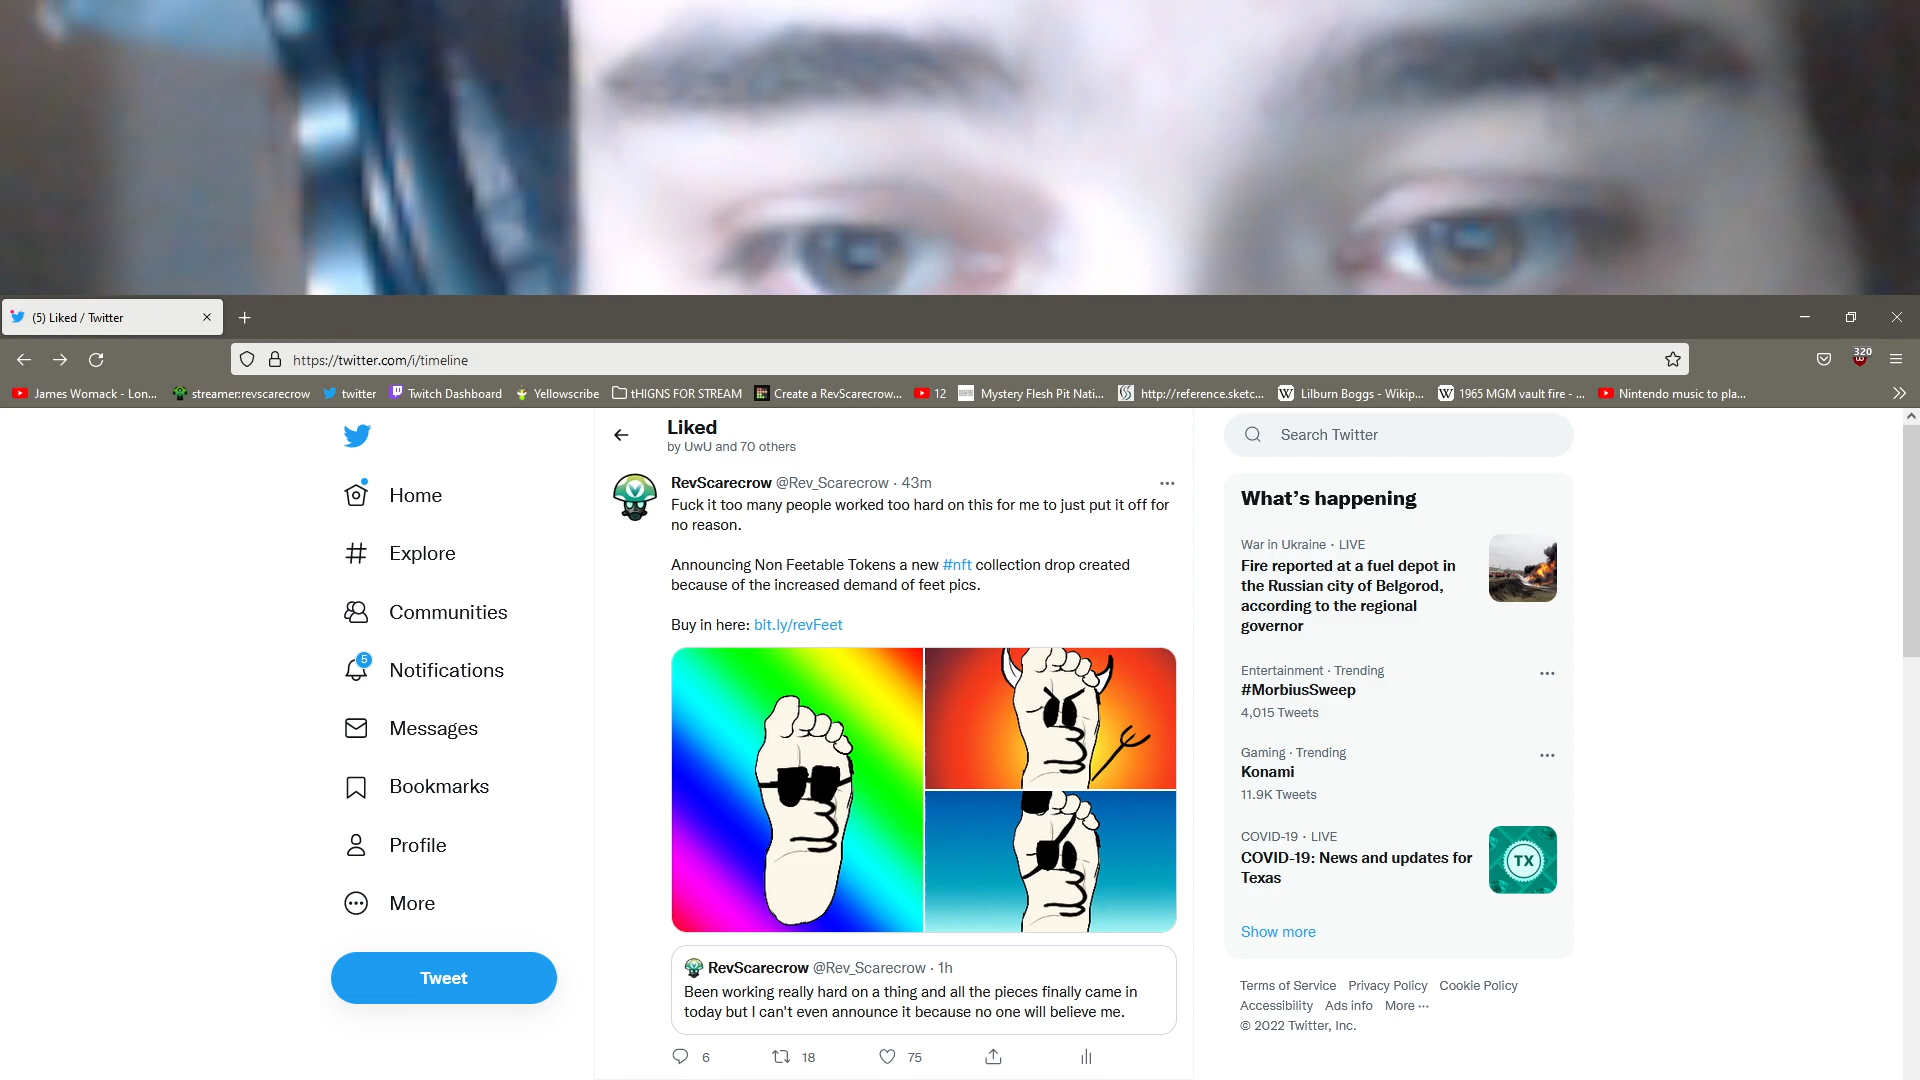 (5) Liked / Twitter
https://twitter.com/i/timeline
320
James Womack - Lon...
streamer:revscarecrow
twitter
Twitch Dashboard
Yellowscribe
tHIGNS FOR STREAM
Create a RevScarecrow...
12
Mystery Flesh Pit Nati...
http://reference.sketc...
Lilburn Boggs - Wikip...
1965 MGM vault fire - ...
Nintendo music to pla...
Home
Explore
Communities
5
Notifications
Messages
Bookmarks
Profile
More
Tweet
Liked
by UwU and 70 others
RevScarecrow @Rev_Scarecrow · 43m
Fuck it too many people worked too hard on this for me to just put it off for
no reason.
Announcing Non Feetable Tokens a new #nft collection drop created
because of the increased demand of feet pics.
Buy in here: bit.ly/revFeet
RevScarecrow @Rev_Scarecrow · 1h
Been working really hard on a thing and all the pieces finally came in
today but I can't even announce it because no one will believe me.
6
18
75
Search Twitter
What's happening
War in Ukraine · LIVE
Fire reported at a fuel depot in
the Russian city of Belgorod,
according to the regional
governor
Entertainment · Trending
#MorbiusSweep
4,015 Tweets
Gaming · Trending
Konami
11.9K Tweets
COVID-19 · LIVE
COVID-19: News and updates for
Texas
TX
Show more
Terms of Service Privacy Policy Cookie Policy
Accessibility Ads info More ···
© 2022 Twitter, Inc.